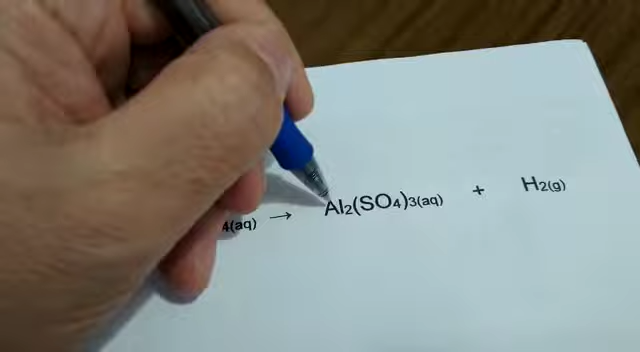 4(aq) → Al2(SO4)3(aq) + H2(g)